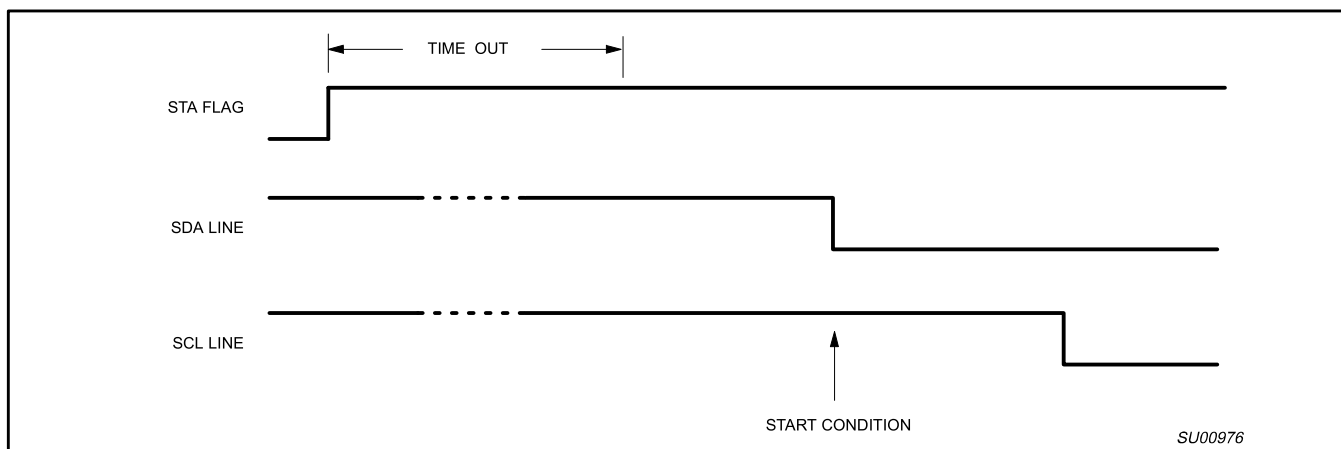 TIME OUT
STA FLAG
SDA LINE
SCL LINE
START CONDITION
SU00976